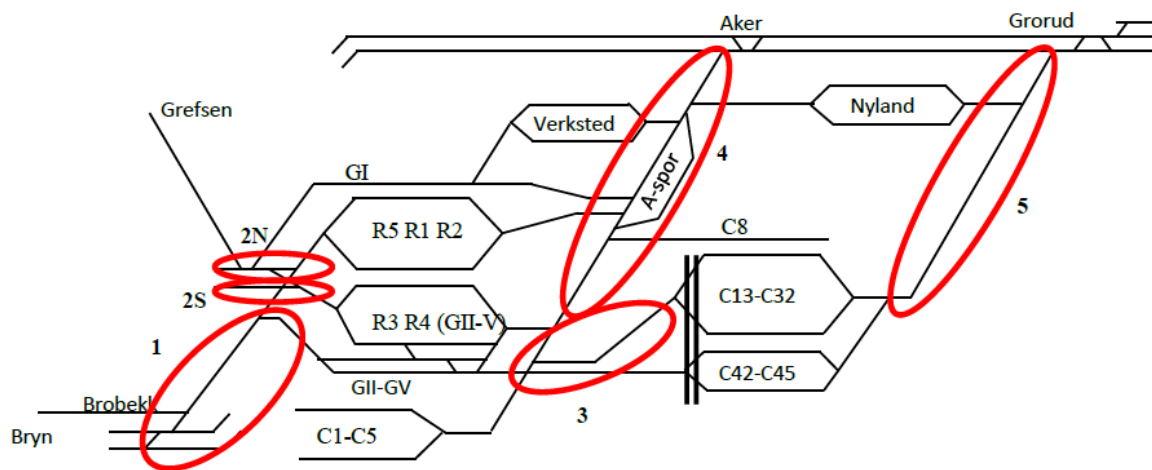 Aker
Grorud
Grefsen
Verksted
Nyland
4
A-spor
GI
5
R5 R1 R2
C8
2N
2S
C13-C32
R3 R4 (GII-V)
1
C42-C45
GII-GV
3
Brobekk
Bryn
C1-C5